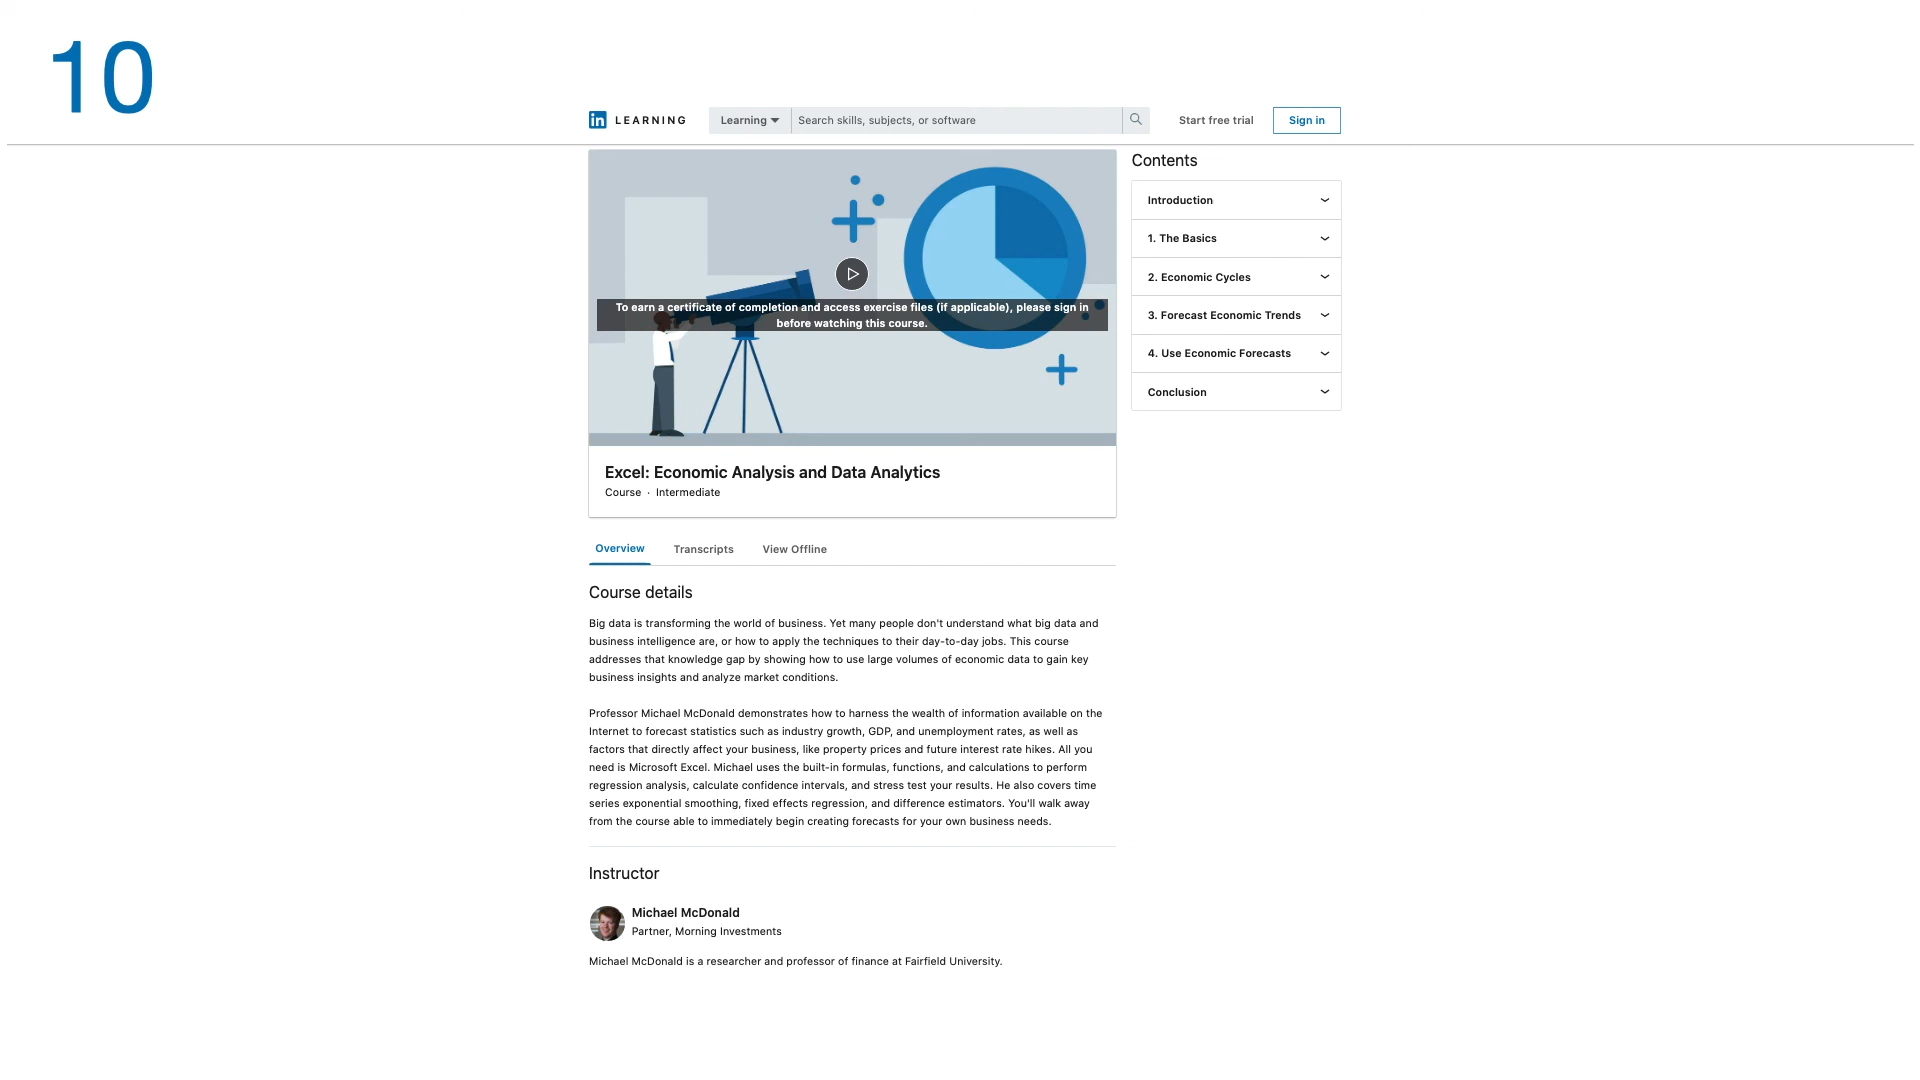 10
in LEARNING
Learning
Search skills, subjects, or software
Start free trial
Sign in
To earn a certificate of completion and access exercise files (if applicable), please sign in
before watching this course.
Excel: Economic Analysis and Data Analytics
Course · Intermediate
Contents
Introduction
1. The Basics
2. Economic Cycles
3. Forecast Economic Trends
4. Use Economic Forecasts
Conclusion
Overview
Transcripts
View Offline
Course details
Big data is transforming the world of business. Yet many people don't understand what big data and
business intelligence are, or how to apply the techniques to their day-to-day jobs. This course
addresses that knowledge gap by showing how to use large volumes of economic data to gain key
business insights and analyze market conditions.
Professor Michael McDonald demonstrates how to harness the wealth of information available on the
Internet to forecast statistics such as industry growth, GDP, and unemployment rates, as well as
factors that directly affect your business, like property prices and future interest rate hikes. All you
need is Microsoft Excel. Michael uses the built-in formulas, functions, and calculations to perform
regression analysis, calculate confidence intervals, and stress test your results. He also covers time
series exponential smoothing, fixed effects regression, and difference estimators. You'll walk away
from the course able to immediately begin creating forecasts for your own business needs.
Instructor
Michael McDonald
Partner, Morning Investments
Michael McDonald is a researcher and professor of finance at Fairfield University.